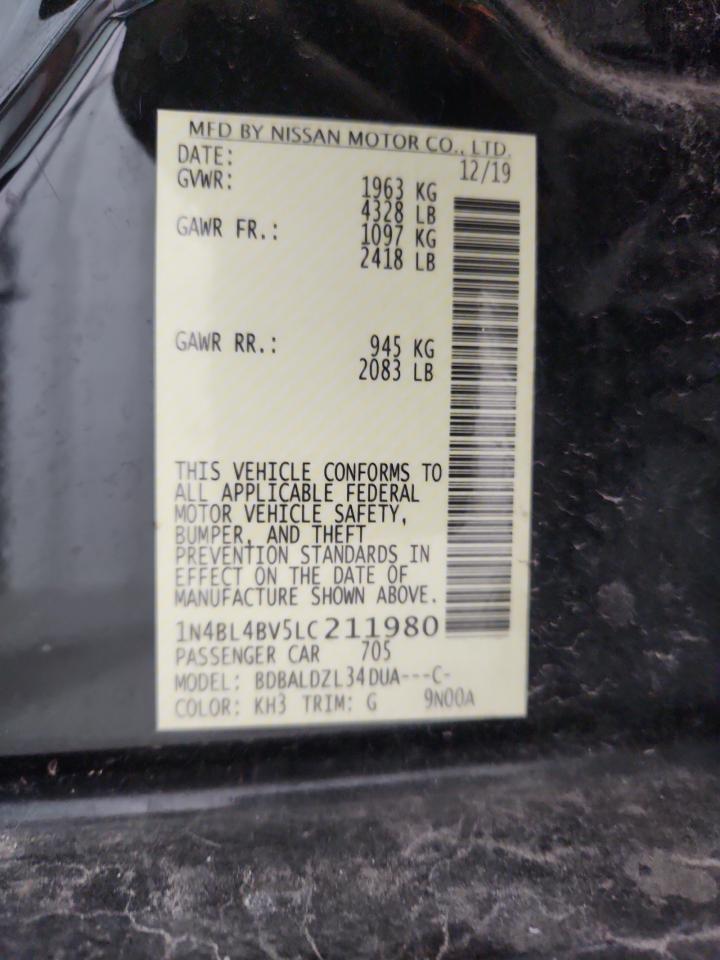 MFD BY NISSAN MOTOR CO., LTD.
DATE: 12/19
GVWR: 1963 KG
4328 LB
GAWR FR.: 1097 KG
2418 LB
GAWR RR.: 945 KG
2083 LB
THIS VEHICLE CONFORMS TO
ALL APPLICABLE FEDERAL
MOTOR VEHICLE SAFETY,
BUMPER, AND THEFT
PREVENTION STANDARDS IN
EFFECT ON THE DATE OF
MANUFACTURE SHOWN ABOVE.
1N4BL4BV5LC211980
PASSENGER CAR 705
MODEL: BDBALDZL34DUA---C-
COLOR: KH3 TRIM: G 9N00A